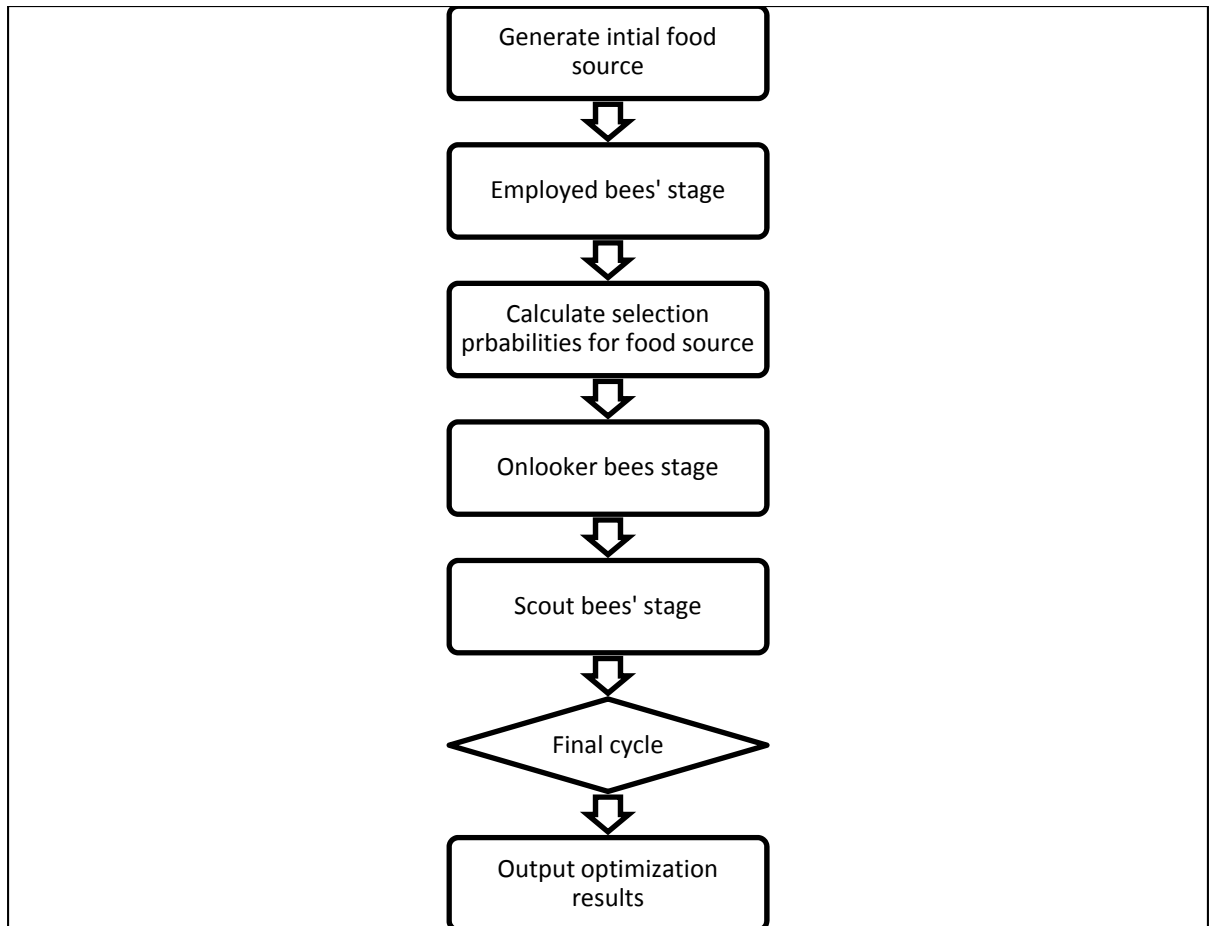 Generate intial food
source
Employed bees' stage
Calculate selection
prbabilities for food source
Onlooker bees stage
Scout bees' stage
Final cycle
Output optimization
results